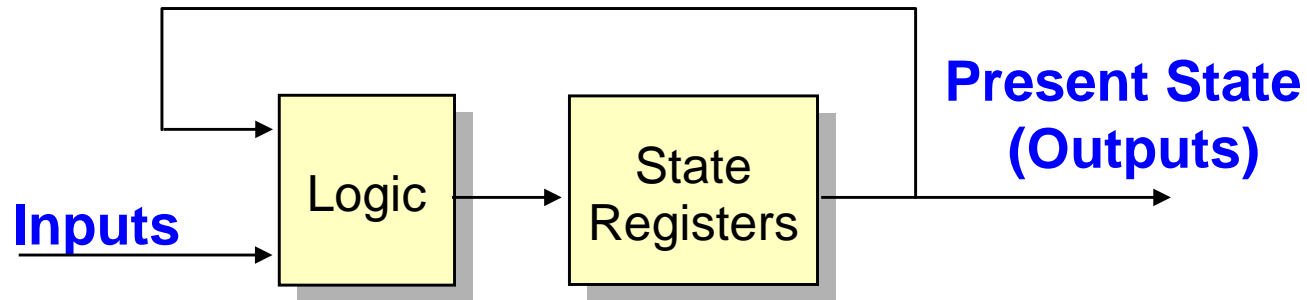 Inputs
Logic
State
Registers
Present State
(Outputs)